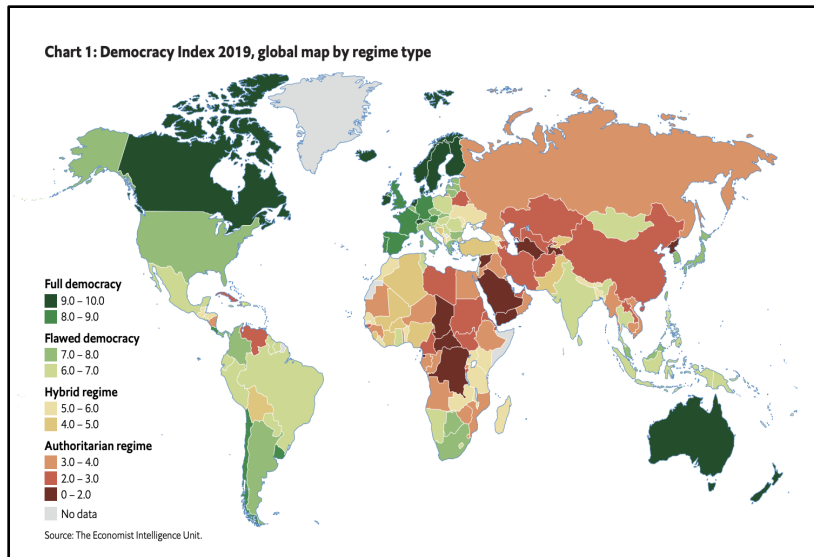 Chart 1: Democracy Index 2019, global map by regime type
Full democracy
9.0 – 10.0
8.0 – 9.0
Flawed democracy
7.0 – 8.0
6.0 – 7.0
Hybrid regime
5.0 – 6.0
4.0 – 5.0
Authoritarian regime
3.0 – 4.0
2.0 – 3.0
0 – 2.0
No data
Source: The Economist Intelligence Unit.